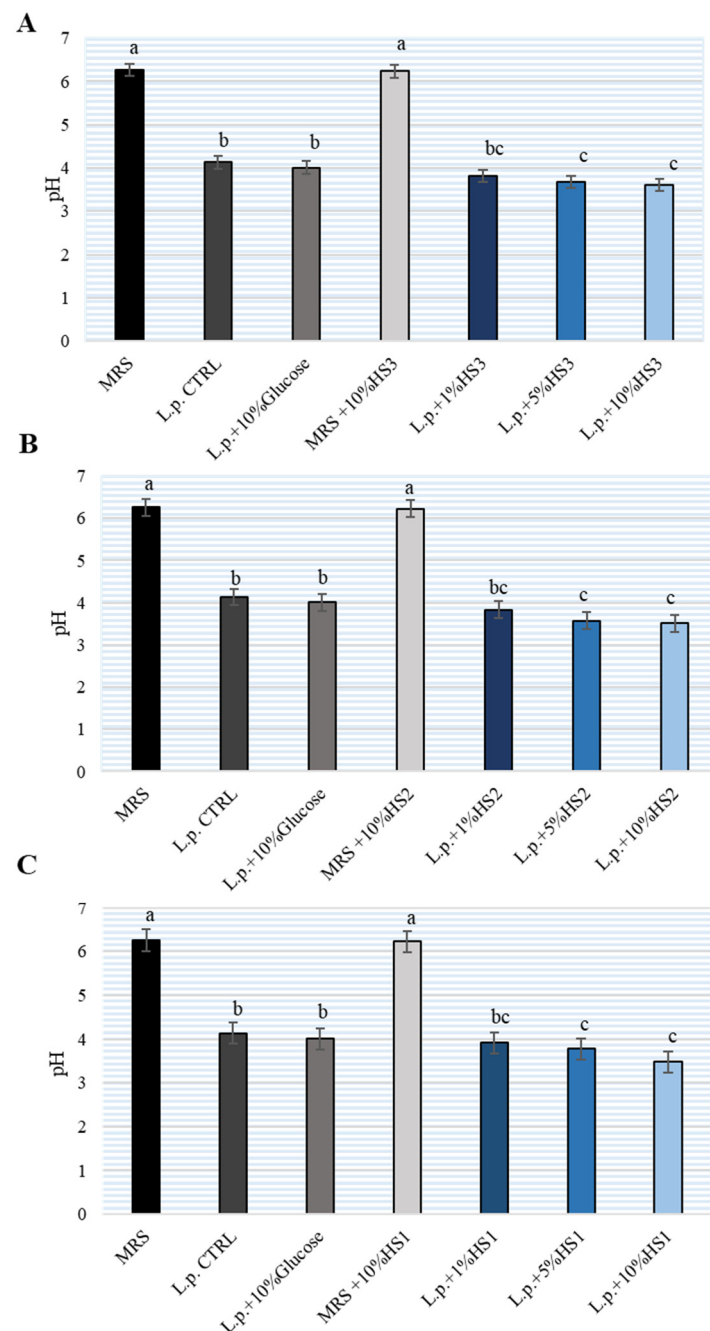 A
7
6
5
4
3
2
1
0
pH
a
b
b
a
bc
c
c
MRS
L.p. CTRL
L.p.+10%Glucose
MRS +10%HS3
L.p.+1%HS3
L.p.+5%HS3
L.p.+10%HS3
B
7
6
5
4
3
2
1
0
pH
a
b
b
a
bc
c
c
MRS
L.p. CTRL
L.p.+10%Glucose
MRS +10%HS2
L.p.+1%HS2
L.p.+5%HS2
L.p.+10%HS2
C
7
6
5
4
3
2
1
0
pH
a
b
b
a
bc
c
c
MRS
L.p. CTRL
L.p.+10%Glucose
MRS +10%HS1
L.p.+1%HS1
L.p.+5%HS1
L.p.+10%HS1